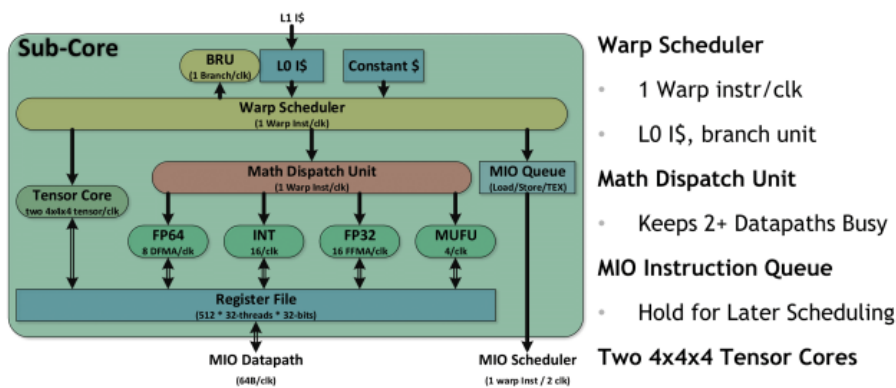 L1 I$
Sub-Core
BRU
(1 Branch/clk)
L0 I$
Constant $
Warp Scheduler
(1 Warp Inst/clk)
Math Dispatch Unit
(1 Warp Inst/clk)
MIO Queue
(Load/Store/TEX)
Tensor Core
two 4x4x4 tensor/clk
FP64
8 DFMA/clk
INT
16/clk
FP32
16 FFMA/clk
MUFU
4/clk
Register File
(512 * 32-threads * 32-bits)
MIO Datapath
(64B/clk)
MIO Scheduler
(1 warp Inst / 2 clk)
Warp Scheduler
• 1 Warp instr/clk
• L0 I$, branch unit
Math Dispatch Unit
• Keeps 2+ Datapaths Busy
MIO Instruction Queue
• Hold for Later Scheduling
Two 4x4x4 Tensor Cores